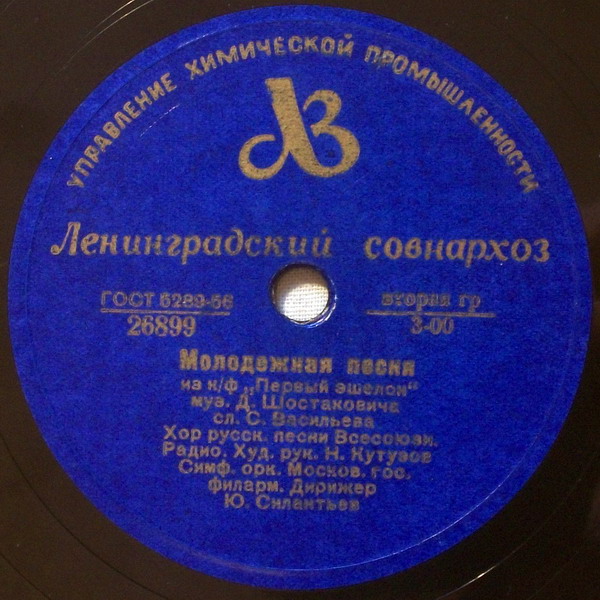 УПРАВЛЕНИЕ ХИМИЧЕСКОЙ ПРОМЫШЛЕННОСТИ
ЛЗ
Ленинградский совнархоз
ГОСТ 5289-56
26899
вторая гр
3-00
Молодежная песня
из к/ф „Первый эшелон“
муз. Д. Шостаковича
сл. С. Васильева
Хор русск. песни Всесоюзн.
Радио. Худ. рук. Н. Кутузов
Симф. орк. Москов. гос.
филарм. Дирижер
Ю. Силантьев